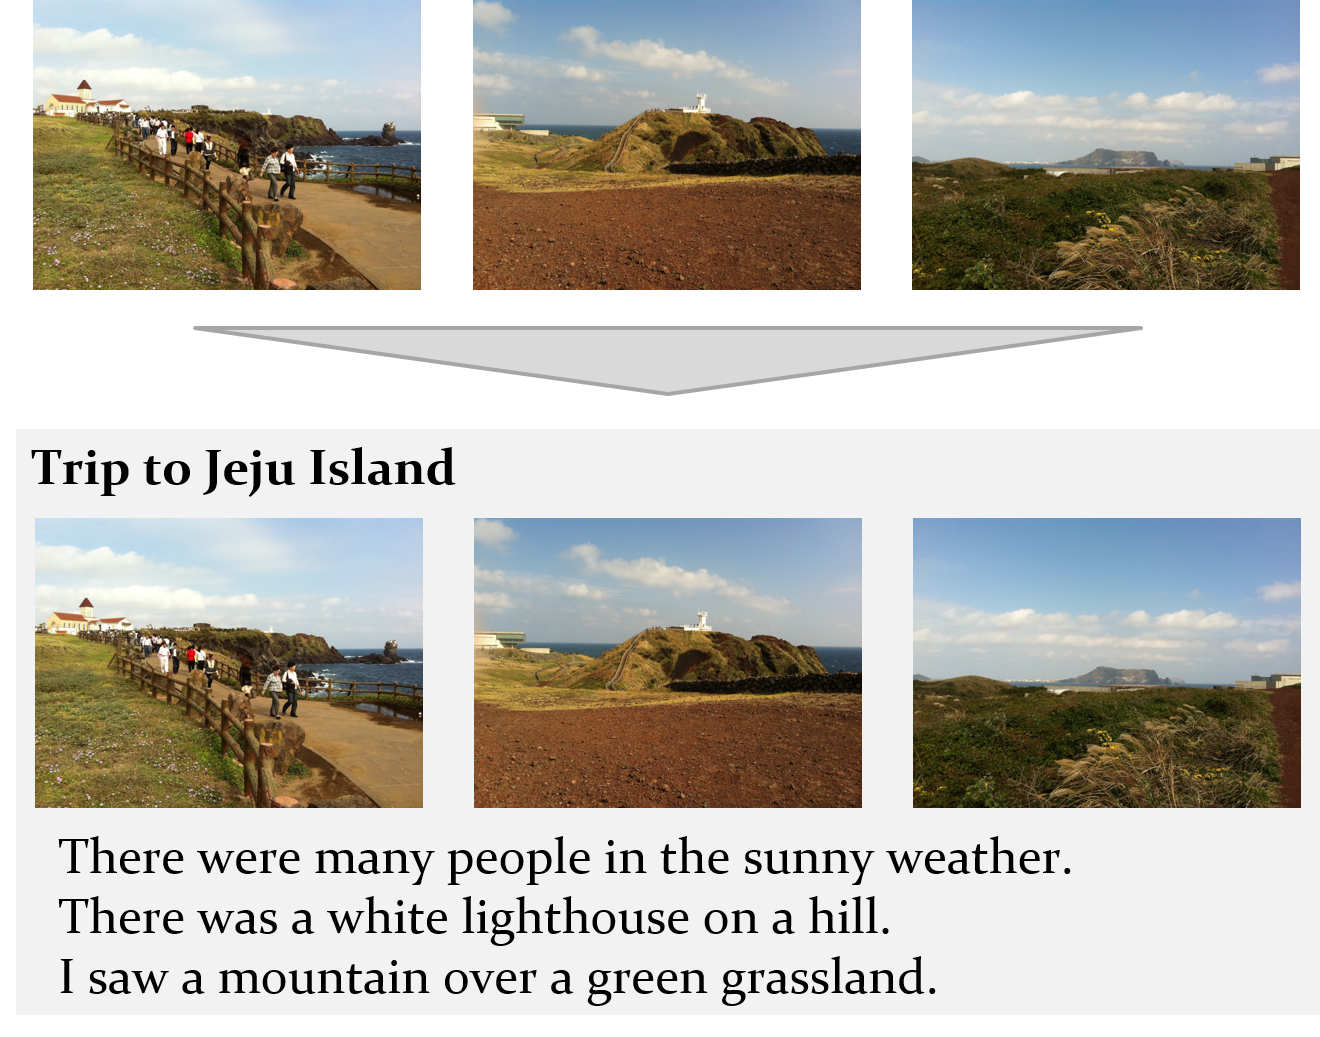 Trip to Jeju Island
There were many people in the sunny weather.
There was a white lighthouse on a hill.
I saw a mountain over a green grassland.